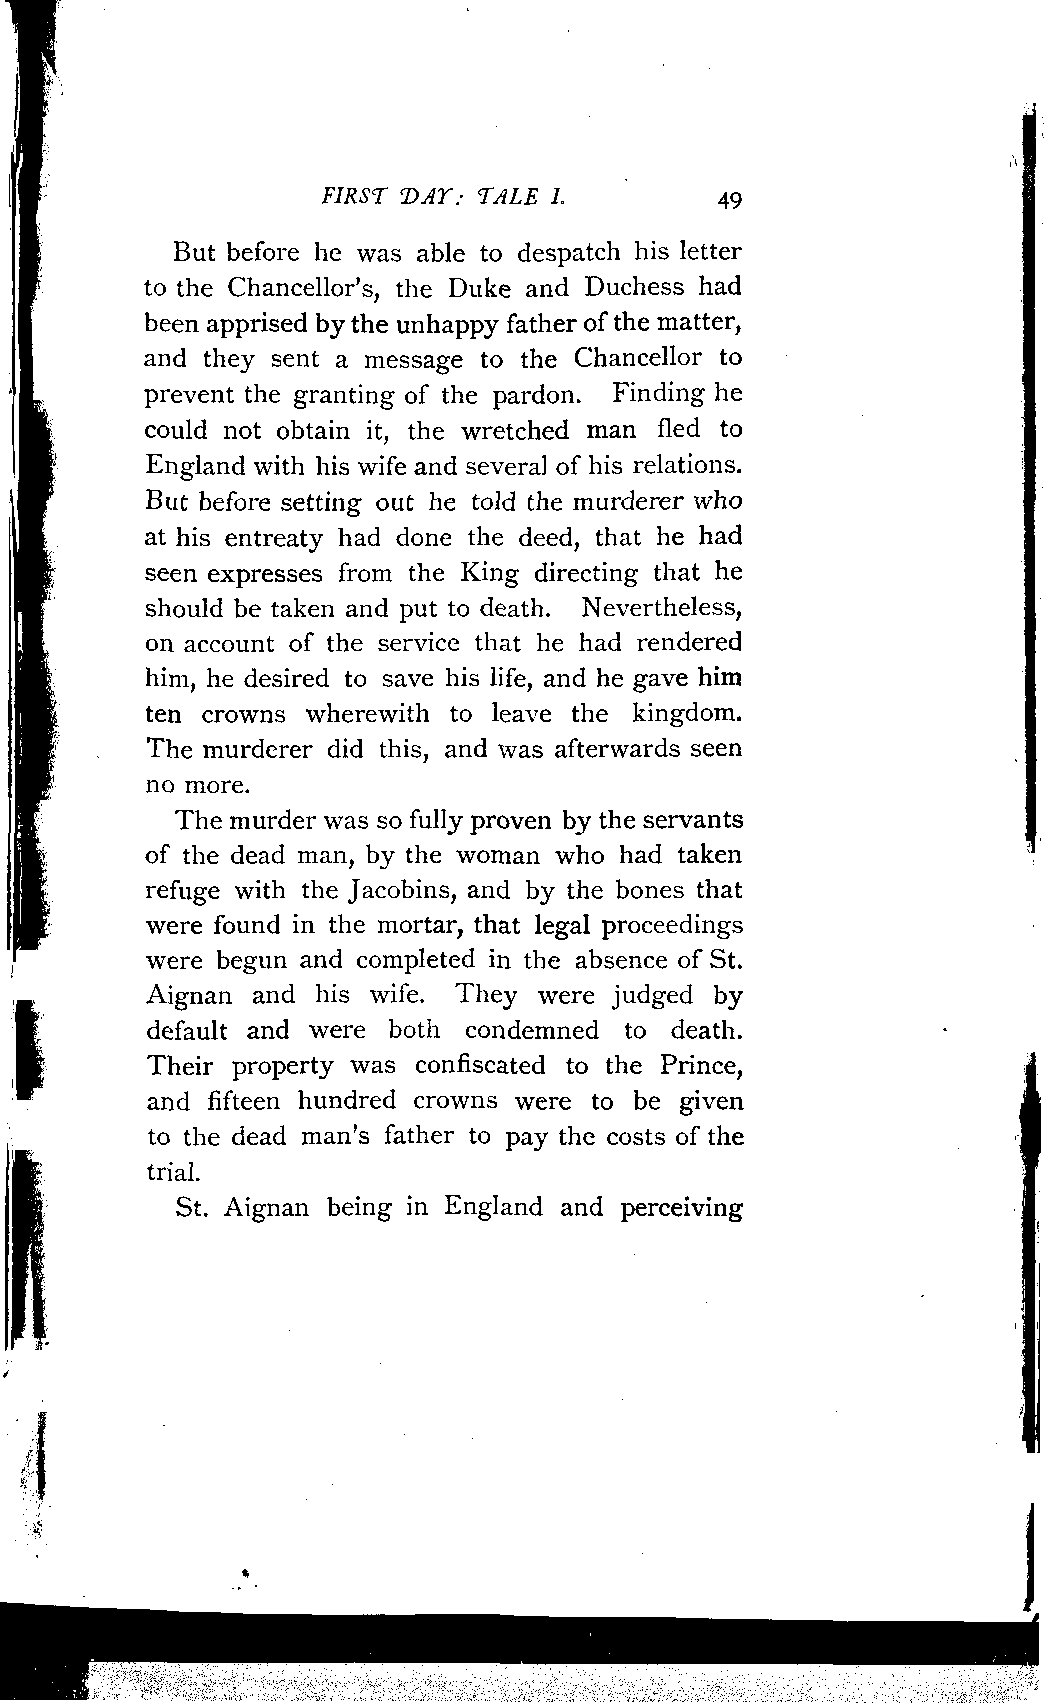 FIRST DAY: TALE I. 49
But before he was able to despatch his letter
to the Chancellor's, the Duke and Duchess had
been apprised by the unhappy father of the matter,
and they sent a message to the Chancellor to
prevent the granting of the pardon. Finding he
could not obtain it, the wretched man fled to
England with his wife and several of his relations.
But before setting out he told the murderer who
at his entreaty had done the deed, that he had
seen expresses from the King directing that he
should be taken and put to death. Nevertheless,
on account of the service that he had rendered
him, he desired to save his life, and he gave him
ten crowns wherewith to leave the kingdom.
The murderer did this, and was afterwards seen
no more.
The murder was so fully proven by the servants
of the dead man, by the woman who had taken
refuge with the Jacobins, and by the bones that
were found in the mortar, that legal proceedings
were begun and completed in the absence of St.
Aignan and his wife. They were judged by
default and were both condemned to death.
Their property was confiscated to the Prince,
and fifteen hundred crowns were to be given
to the dead man's father to pay the costs of the
trial.
St. Aignan being in England and perceiving